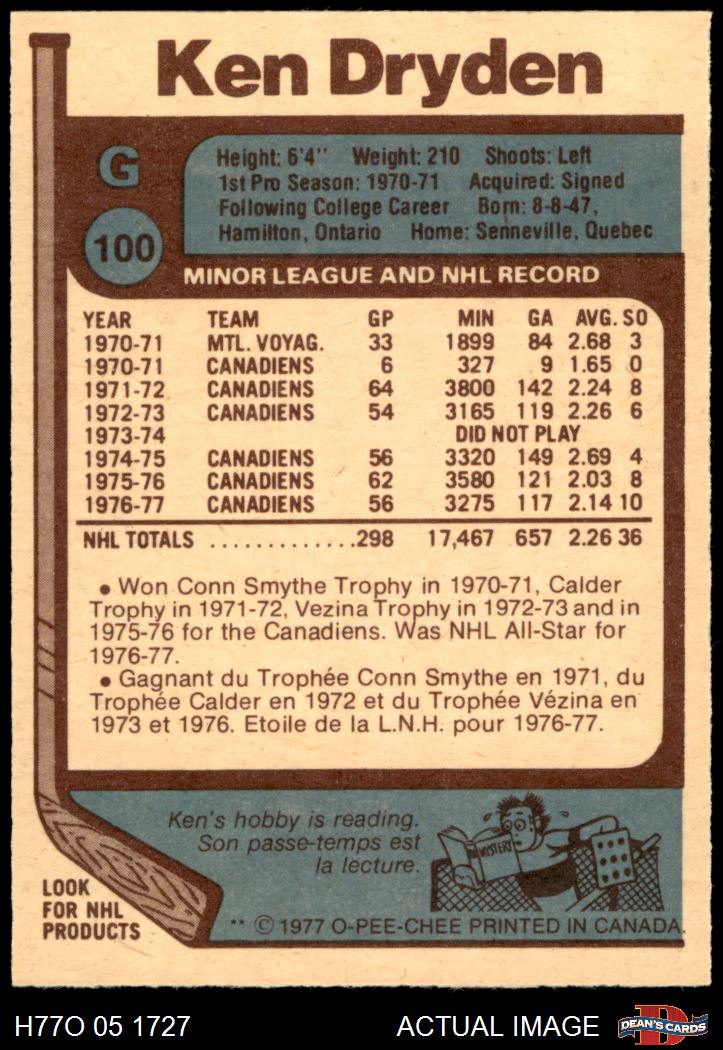 Ken Dryden
G
100
Height: 6'4" Weight: 210 Shoots: Left
1st Pro Season: 1970-71 Acquired: Signed
Following College Career Born: 8-8-47,
Hamilton, Ontario Home: Senneville, Quebec
MINOR LEAGUE AND NHL RECORD
YEAR TEAM GP MIN GA AVG. SO
1970-71 MTL. VOYAG. 33 1899 84 2.68 3
1970-71 CANADIENS 6 327 9 1.65 0
1971-72 CANADIENS 64 3800 142 2.24 8
1972-73 CANADIENS 54 3165 119 2.26 6
1973-74 DID NOT PLAY
1974-75 CANADIENS 56 3320 149 2.69 4
1975-76 CANADIENS 62 3580 121 2.03 8
1976-77 CANADIENS 56 3275 117 2.14 10
NHL TOTALS .............298 17,467 657 2.26 36
• Won Conn Smythe Trophy in 1970-71, Calder
Trophy in 1971-72, Vezina Trophy in 1972-73 and in
1975-76 for the Canadiens. Was NHL All-Star for
1976-77.
• Gagnant du Trophée Conn Smythe en 1971, du
Trophée Calder en 1972 et du Trophée Vézina en
1973 et 1976. Etoile de la L.N.H. pour 1976-77.
Ken's hobby is reading.
Son passe-temps est
la lecture.
MYSTERY
LOOK
FOR NHL
PRODUCTS
** © 1977 O-PEE-CHEE PRINTED IN CANADA.
H77O 05 1727 ACTUAL IMAGE D DEAN'S CARDS